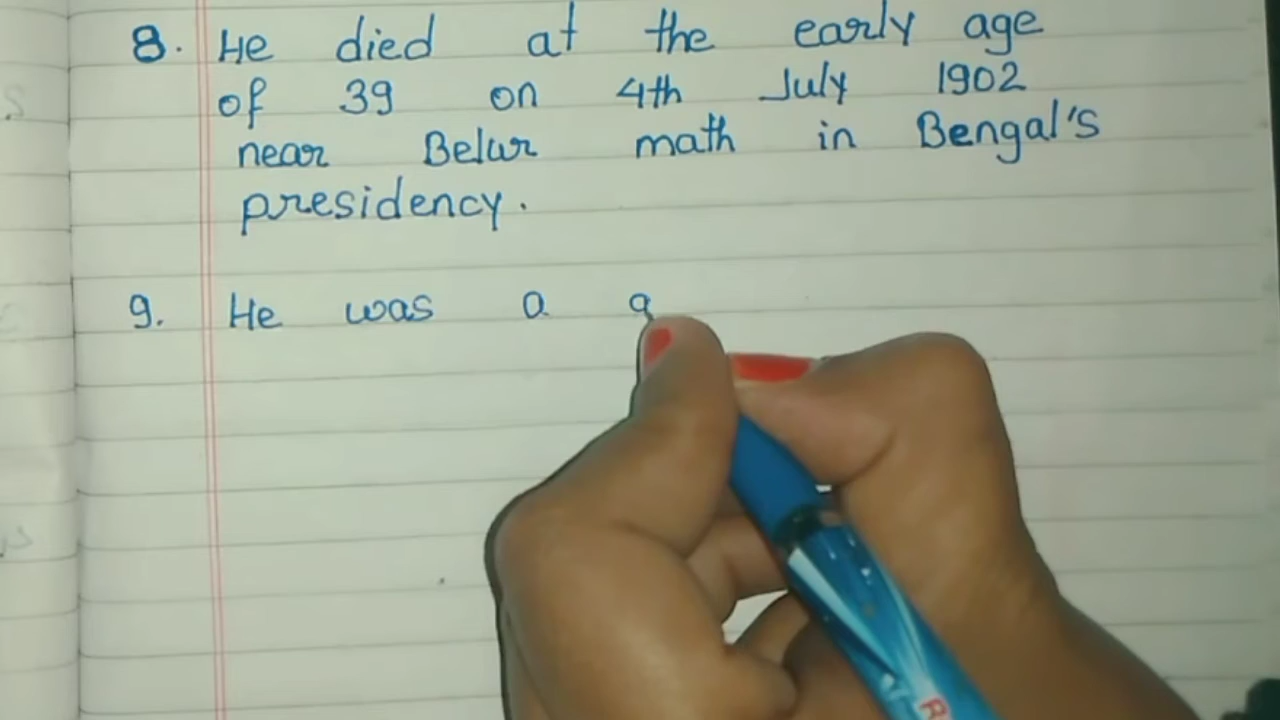 8. He died at the early age
of 39 on 4th July 1902
near Belur math in Bengal's
presidency.
9. He was a g